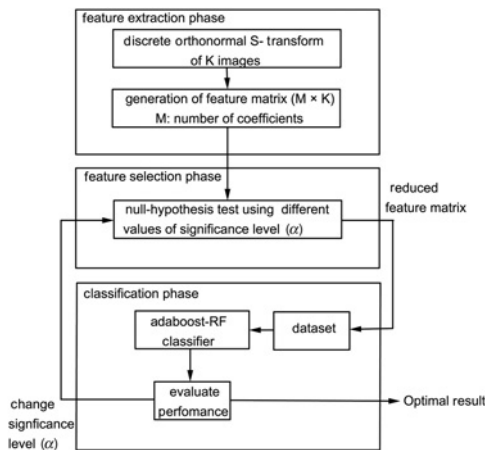 feature extraction phase
discrete orthonormal S- transform
of K images
generation of feature matrix (M × K)
M: number of coefficients
feature selection phase
null-hypothesis test using different
values of significance level (α)
reduced
feature matrix
classification phase
adaboost-RF
classifier
dataset
evaluate
perfomance
change
signficance
level (α)
Optimal result